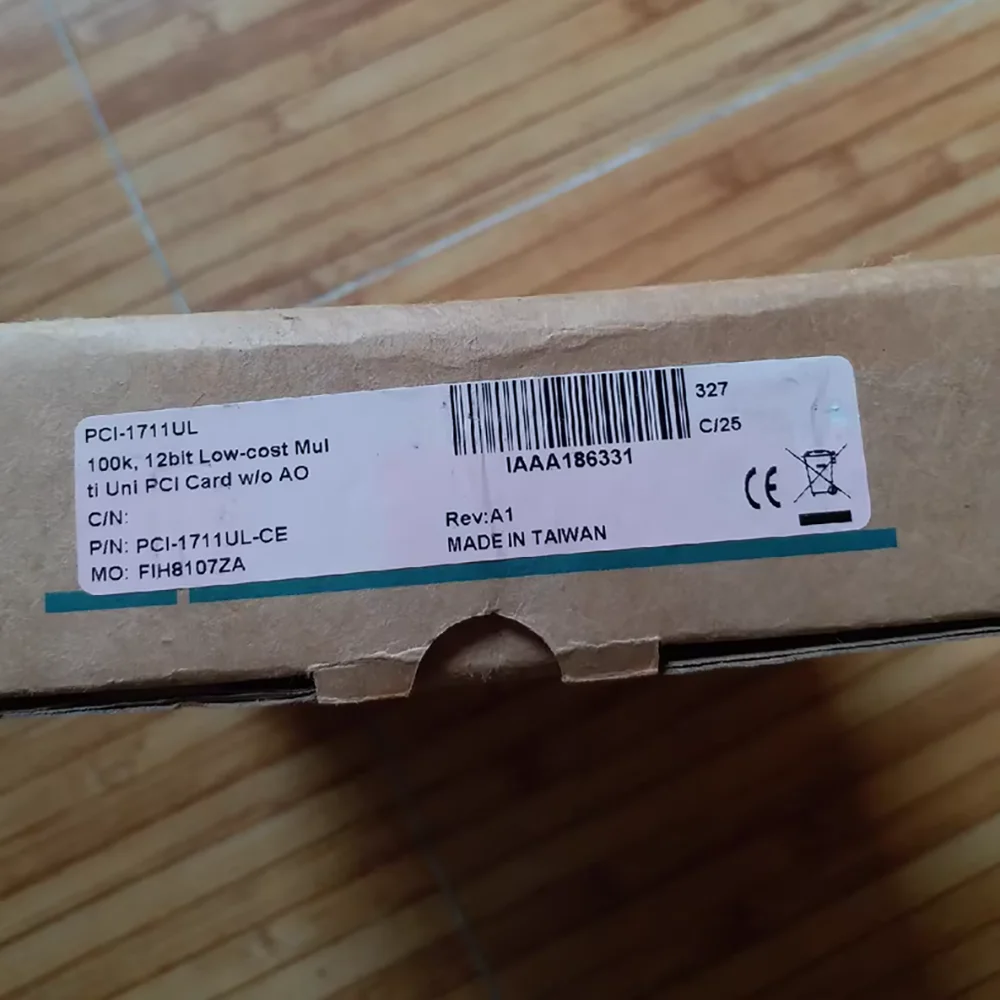 PCI-1711UL
100k, 12bit Low-cost Mul
ti Uni PCI Card w/o AO
C/N:
P/N: PCI-1711UL-CE
MO: FIH8107ZA
IAAA186331
327
C/25
Rev:A1
MADE IN TAIWAN
CE